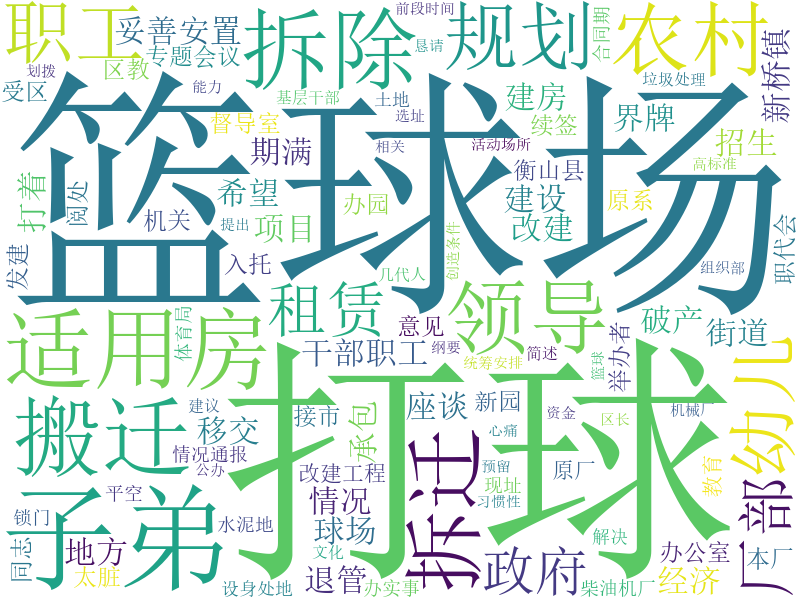 职工
妥善安置
前段时间
拆除
规划
合同期
农村
划拨
区教
专题会议
恳请
新桥镇
受区
能力
基层干部
土地
建房
界牌
垃圾处理
督导室
选址
续签
招生
篮球场
打着
阅处
期满
相关
活动场所
高标准
希望
衡山县
建设
原系
机关
办园
提出
项目
改建
职代会
发建
入托
几代人
创造条件
组织部
适用房
体育局
租赁
领导
意见
破产
街道
干部职工
纲要
简述
举办者
统筹安排
篮球
幼儿
搬迁
建议
移交
接市
承包
座谈
新园
资金
区长
机械厂
打球
心痛
情况通报
公办
改建工程
原厂
预留
拆迁
教育
厂部
子弟
平空
情况
现址
习惯性
锁门
水泥地
球场
文化
解决
本厂
同志
地方
太脏
设身处地
退管
办实事
政府
柴油机厂
办公室
经济